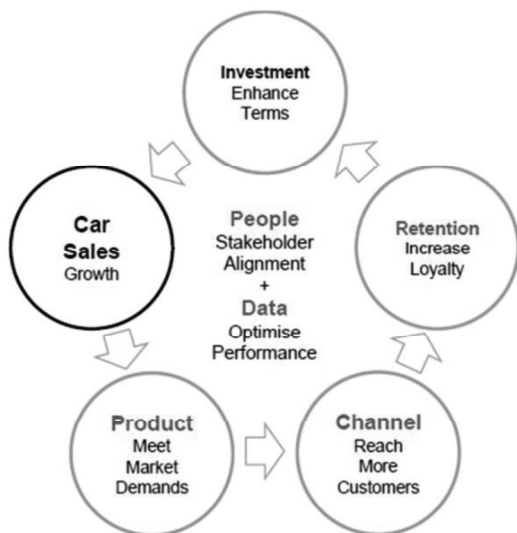 Investment
Enhance
Terms
Car
Sales
Growth
People
Stakeholder
Alignment
+
Data
Optimise
Performance
Retention
Increase
Loyalty
Product
Meet
Market
Demands
Channel
Reach
More
Customers